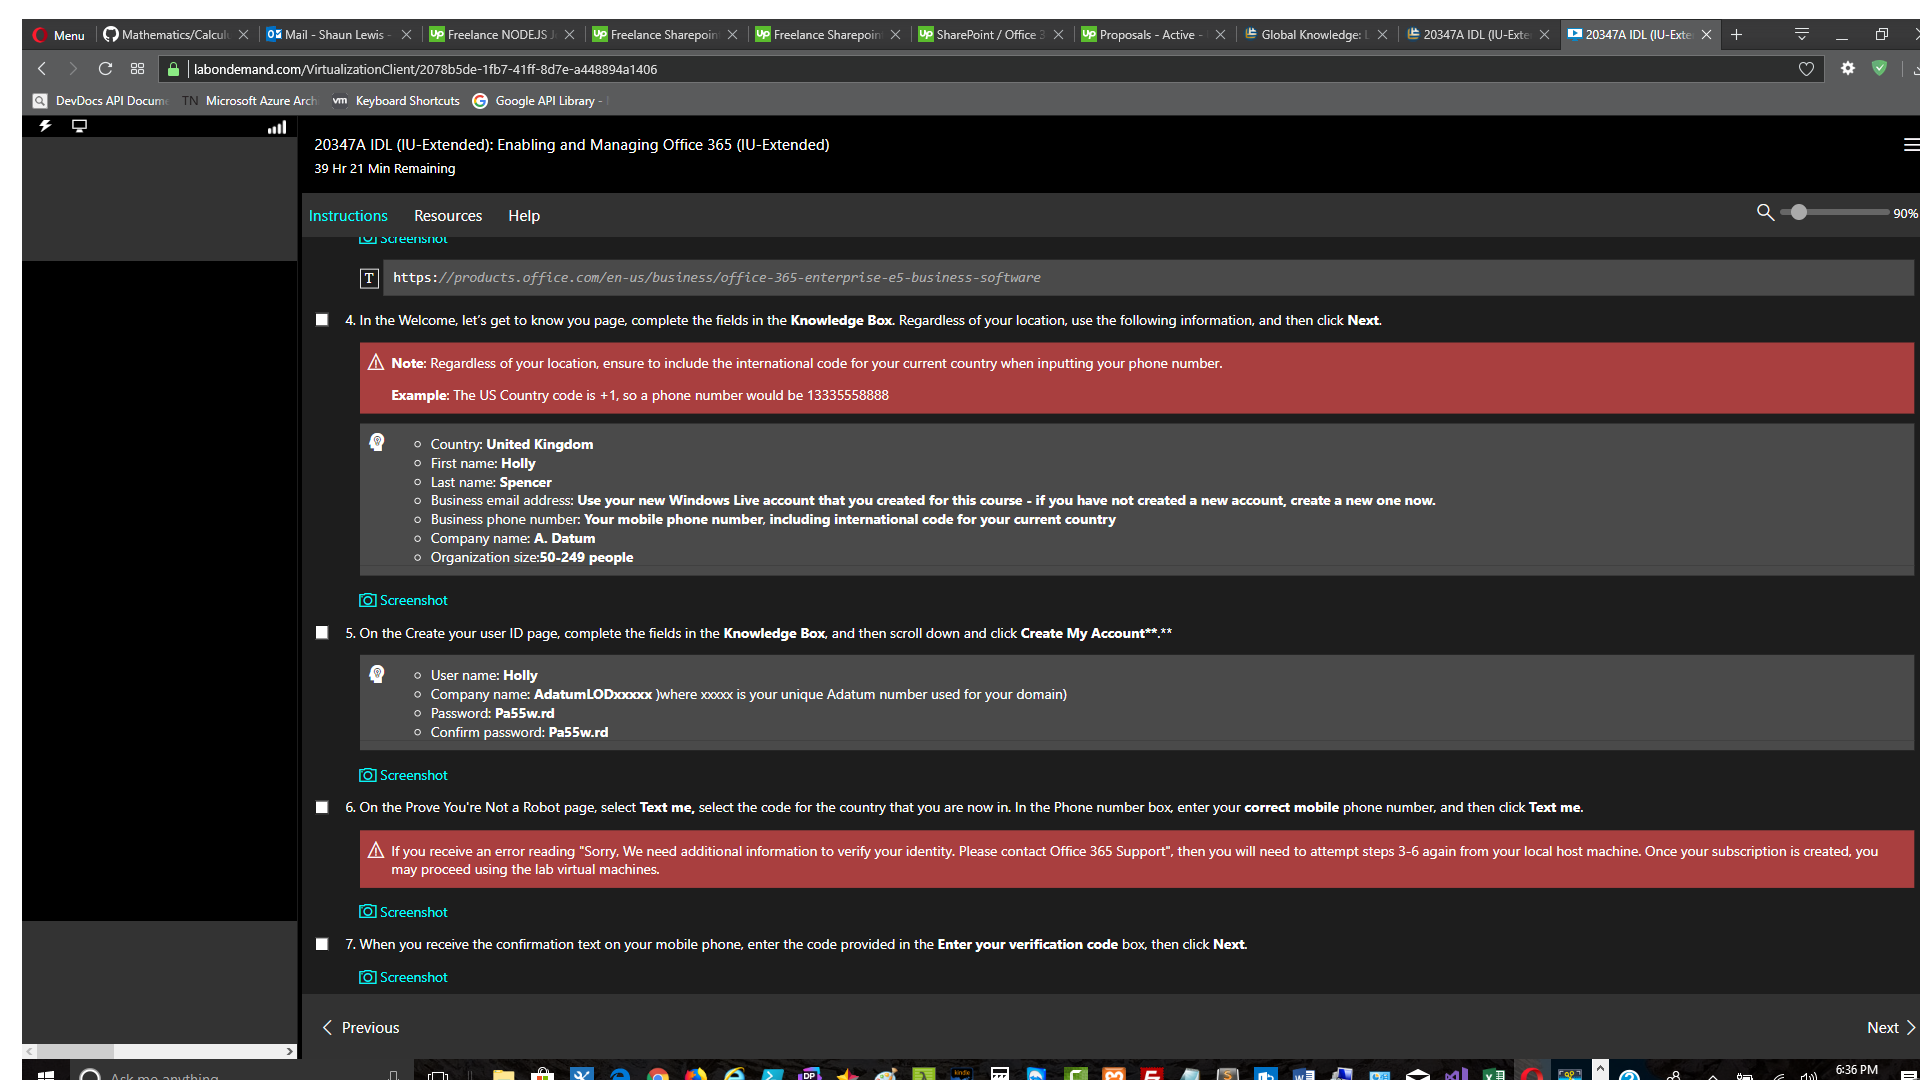 Menu
Mathematics/Calculu
Mail - Shaun Lewis -
Freelance NODEJS J
Freelance Sharepoin
Freelance Sharepoin
SharePoint / Office 3
Proposals - Active -
Global Knowledge: L
20347A IDL (IU-Exte
20347A IDL (IU-Exte
labondemand.com/VirtualizationClient/2078b5de-1fb7-41ff-8d7e-a448894a1406
DevDocs API Docume
TN Microsoft Azure Arch
vm Keyboard Shortcuts
Google API Library -
20347A IDL (IU-Extended): Enabling and Managing Office 365 (IU-Extended)
39 Hr 21 Min Remaining
Instructions Resources Help
90%
Screenshot
T https://products.office.com/en-us/business/office-365-enterprise-e5-business-software
4. In the Welcome, let's get to know you page, complete the fields in the Knowledge Box. Regardless of your location, use the following information, and then click Next.
Note: Regardless of your location, ensure to include the international code for your current country when inputting your phone number.
Example: The US Country code is +1, so a phone number would be 13335558888
Country: United Kingdom
First name: Holly
Last name: Spencer
Business email address: Use your new Windows Live account that you created for this course - if you have not created a new account, create a new one now.
Business phone number: Your mobile phone number, including international code for your current country
Company name: A. Datum
Organization size:50-249 people
Screenshot
5. On the Create your user ID page, complete the fields in the Knowledge Box, and then scroll down and click Create My Account**.**
User name: Holly
Company name: AdatumLODxxxxx )where xxxxx is your unique Adatum number used for your domain)
Password: Pa55w.rd
Confirm password: Pa55w.rd
Screenshot
6. On the Prove You're Not a Robot page, select Text me, select the code for the country that you are now in. In the Phone number box, enter your correct mobile phone number, and then click Text me.
If you receive an error reading "Sorry, We need additional information to verify your identity. Please contact Office 365 Support", then you will need to attempt steps 3-6 again from your local host machine. Once your subscription is created, you
may proceed using the lab virtual machines.
Screenshot
7. When you receive the confirmation text on your mobile phone, enter the code provided in the Enter your verification code box, then click Next.
Screenshot
Previous
Next
Ask me anything
6:36 PM